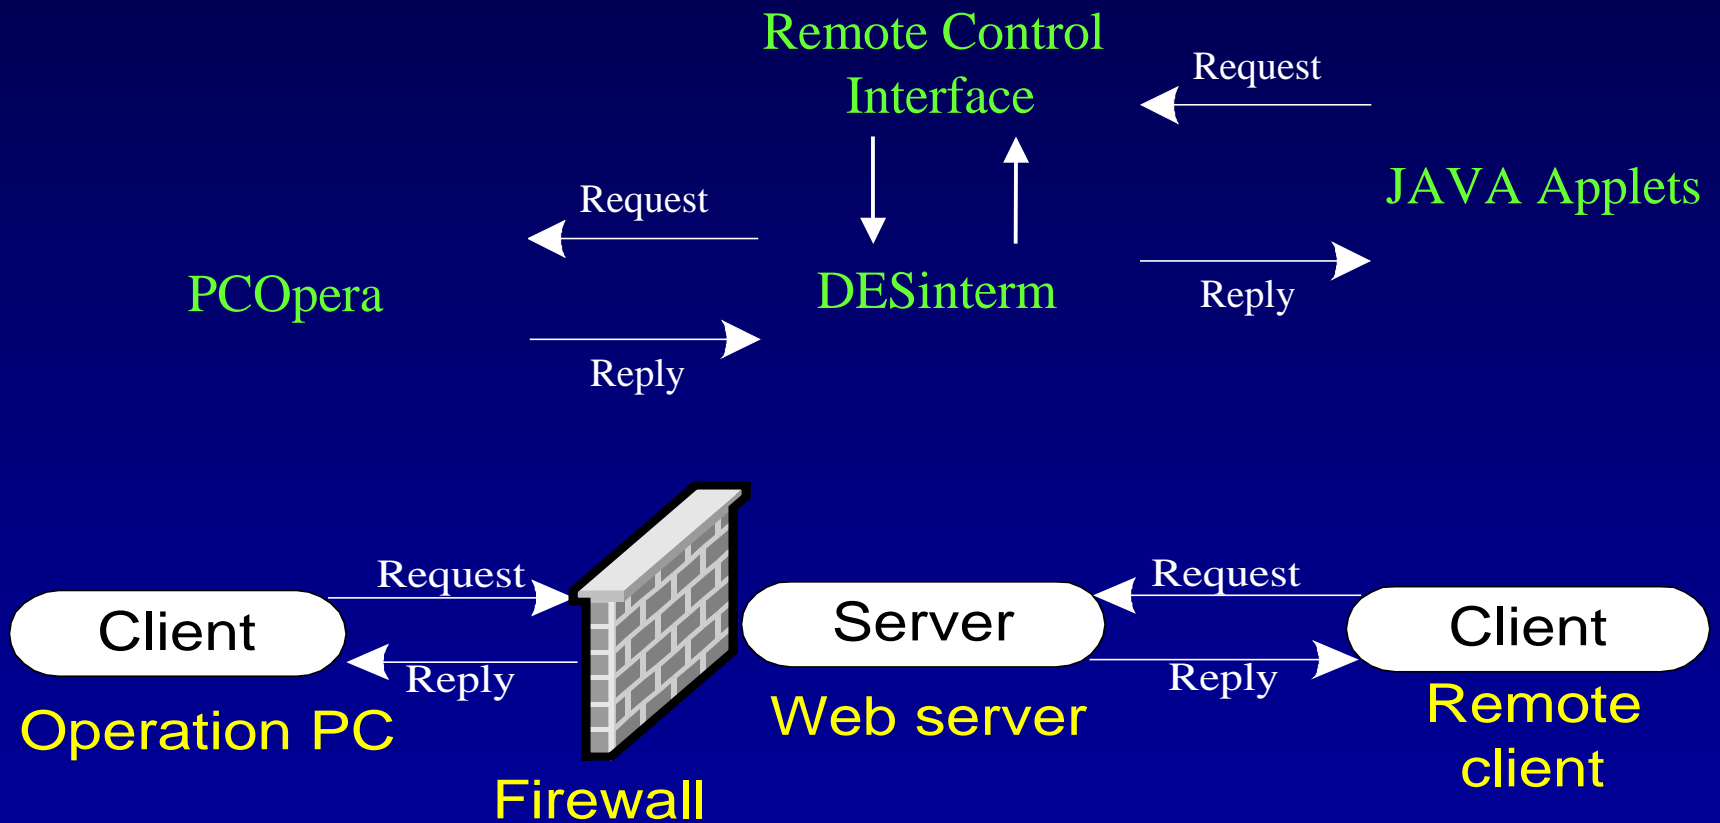 Remote Control
Interface
Request
Request
JAVA Applets
PCOpera
DESinterm
Reply
Reply
Request
Request
Client
Server
Client
Reply
Reply
Operation PC
Web server
Remote
client
Firewall